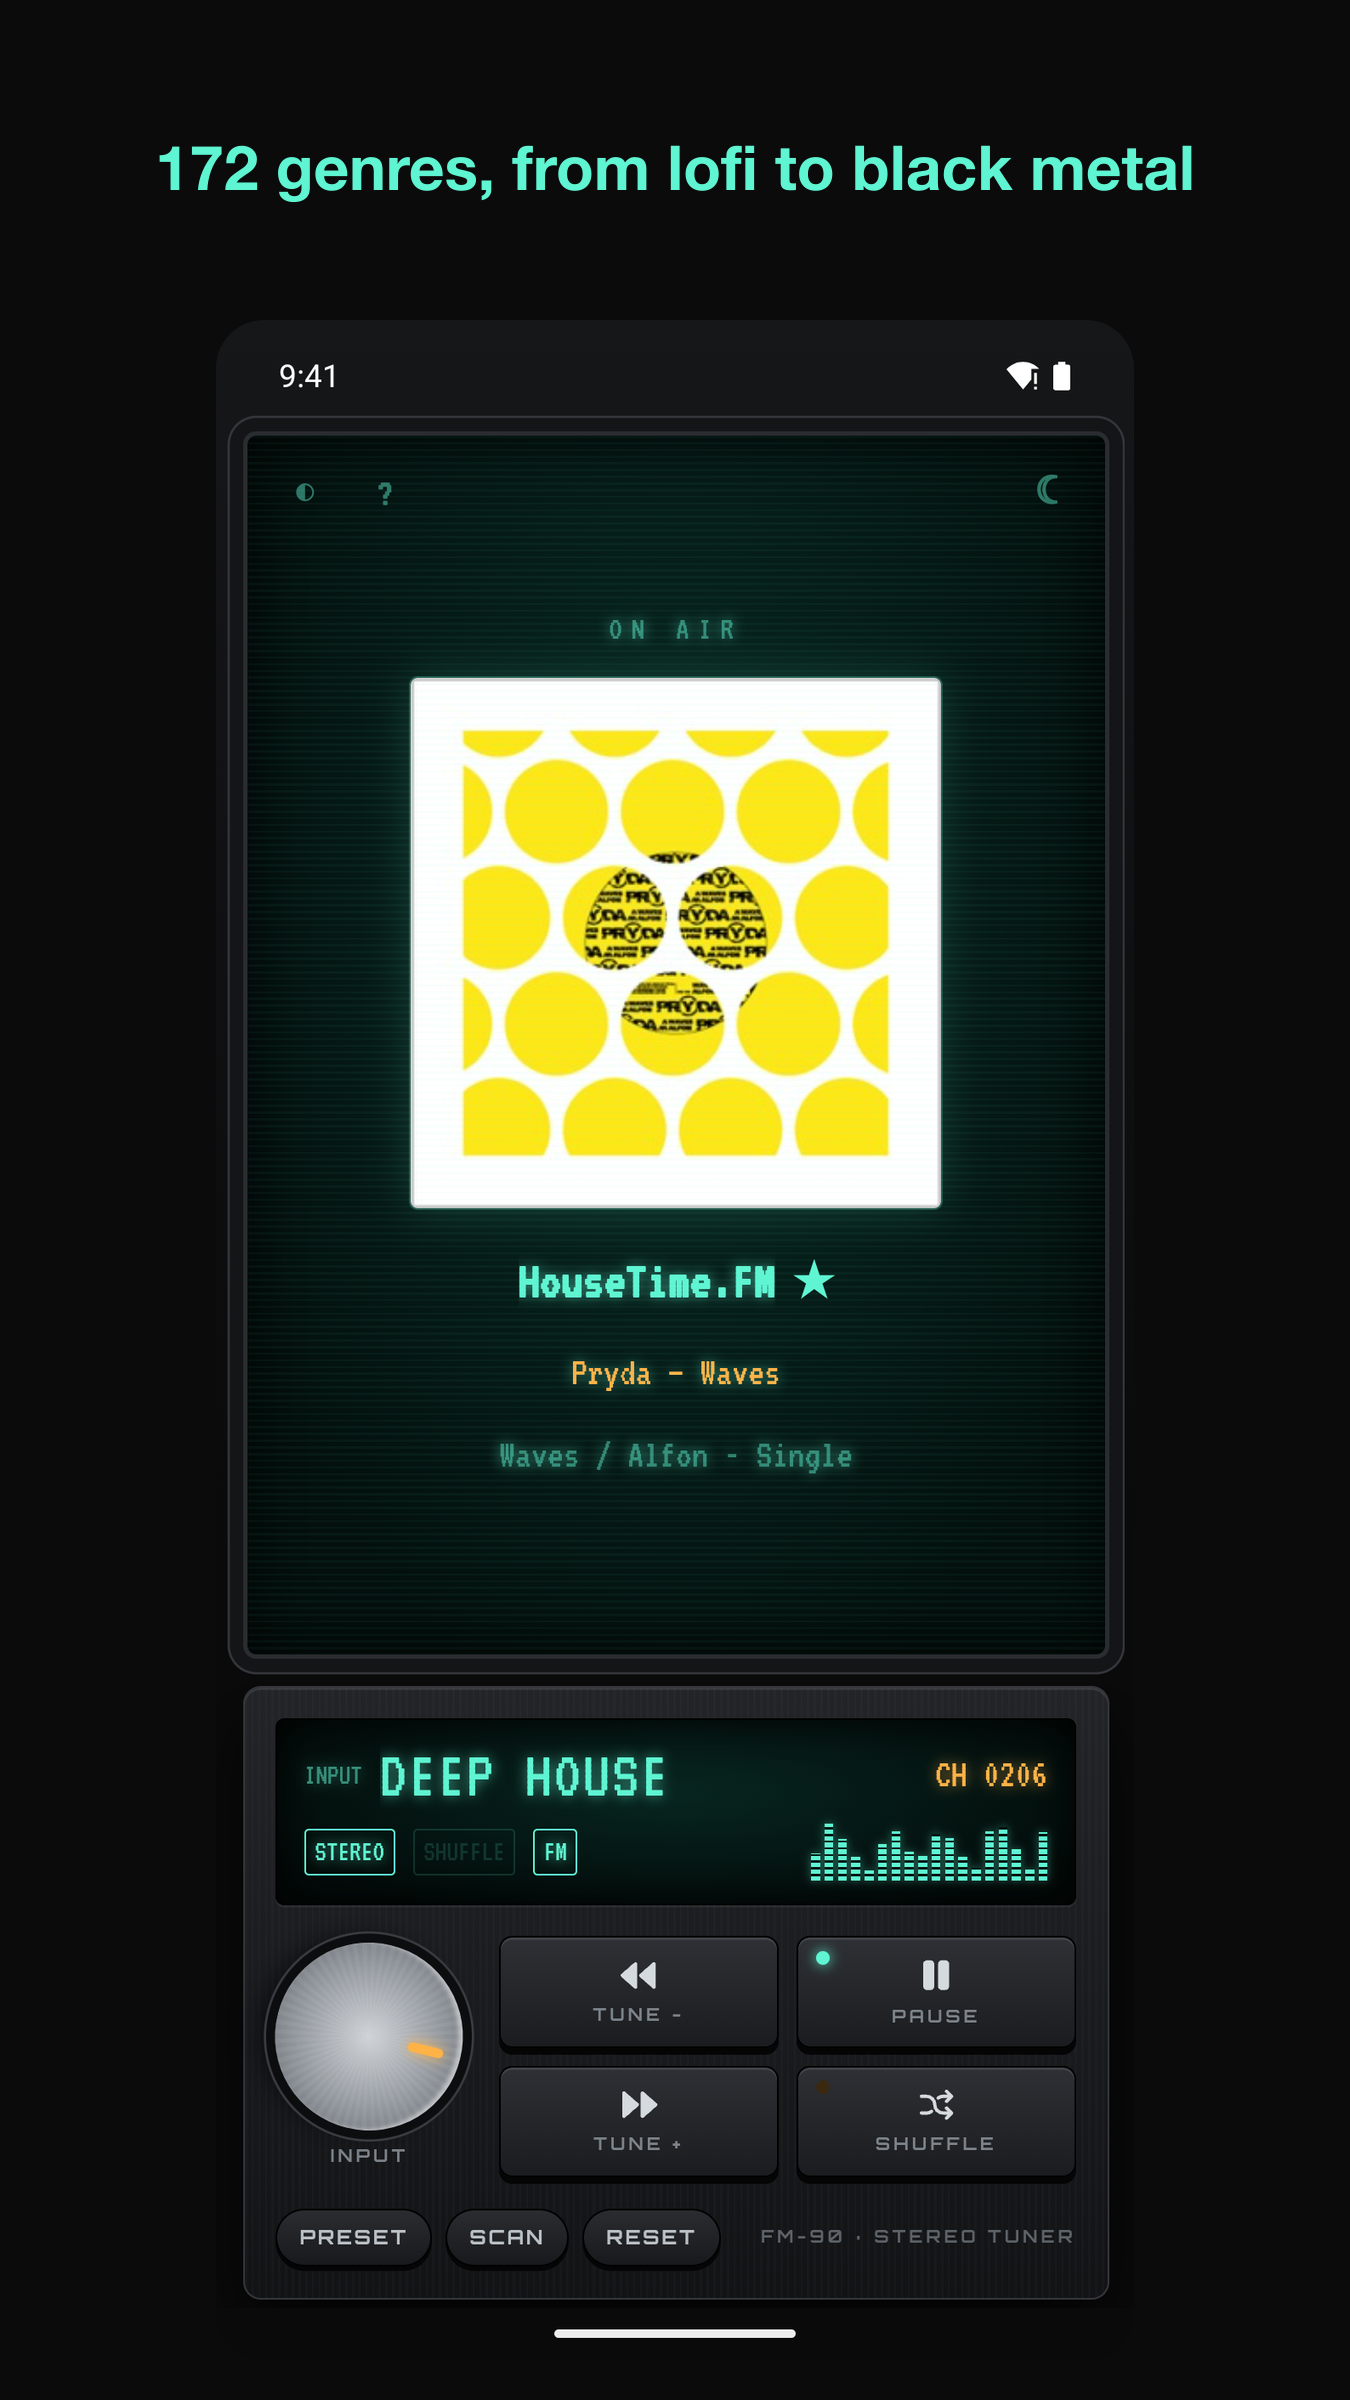 172 genres, from lofi to black metal
9:41
?
ON AIR
PRYDA
HouseTime.FM ★
Pryda – Waves
Waves / Alfon - Single
INPUT DEEP HOUSE CH 0206
STEREO SHUFFLE FM
TUNE - PAUSE
TUNE + SHUFFLE
INPUT
PRESET SCAN RESET FM-90 · STEREO TUNER